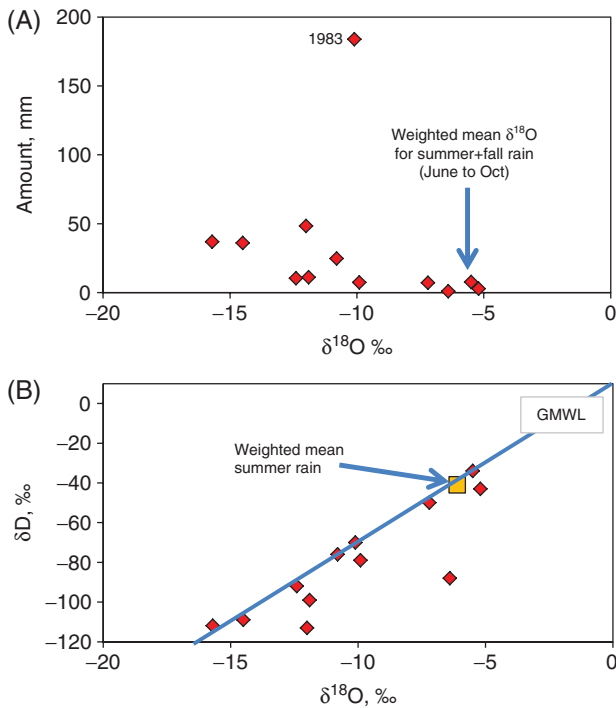 (A)
200
150
100
50
0
Amount, mm
1983
Weighted mean δ¹⁸O
for summer+fall rain
(June to Oct)
−20
−15
−10
−5
0
δ¹⁸O ‰
(B)
0
−20
−40
−60
−80
−100
−120
δD, ‰
GMWL
Weighted mean
summer rain
−20
−15
−10
−5
0
δ¹⁸O, ‰